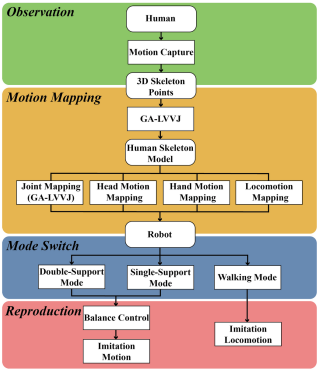 Observation
Human
Motion Capture
3D Skeleton
Points
Motion Mapping
GA-LVVJ
Human Skeleton
Model
Joint Mapping
(GA-LVVJ)
Head Motion
Mapping
Hand Motion
Mapping
Locomotion
Mapping
Robot
Mode Switch
Double-Support
Mode
Single-Support
Mode
Walking Mode
Reproduction
Balance Control
Imitation
Motion
Imitation
Locomotion